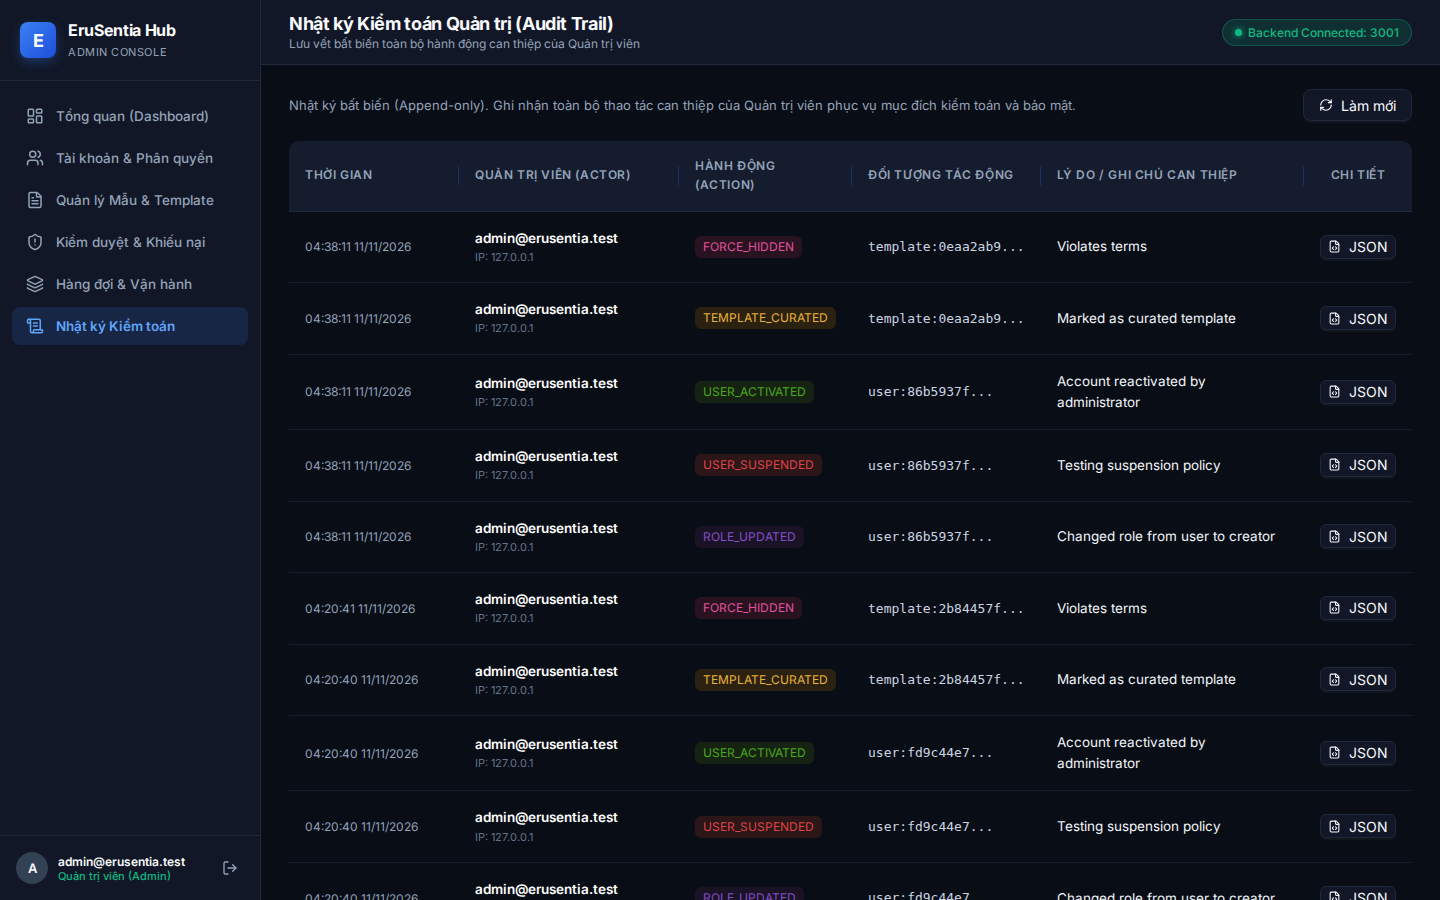 E
EruSentia Hub
ADMIN CONSOLE
Tổng quan (Dashboard)
Tài khoản & Phân quyền
Quản lý Mẫu & Template
Kiểm duyệt & Khiếu nại
Hàng đợi & Vận hành
Nhật ký Kiểm toán
A
admin@erusentia.test
Quản trị viên (Admin)
Nhật ký Kiểm toán Quản trị (Audit Trail)
Lưu vết bất biến toàn bộ hành động can thiệp của Quản trị viên
Backend Connected: 3001
Nhật ký bất biến (Append-only). Ghi nhận toàn bộ thao tác can thiệp của Quản trị viên phục vụ mục đích kiểm toán và bảo mật.
Làm mới
THỜI GIAN QUẢN TRỊ VIÊN (ACTOR) HÀNH ĐỘNG (ACTION) ĐỐI TƯỢNG TÁC ĐỘNG LÝ DO / GHI CHÚ CAN THIỆP CHI TIẾT
04:38:11 11/11/2026 admin@erusentia.test FORCE_HIDDEN template:0eaa2ab9... Violates terms JSON
IP: 127.0.0.1
04:38:11 11/11/2026 admin@erusentia.test TEMPLATE_CURATED template:0eaa2ab9... Marked as curated template JSON
IP: 127.0.0.1
04:38:11 11/11/2026 admin@erusentia.test USER_ACTIVATED user:86b5937f... Account reactivated by administrator JSON
IP: 127.0.0.1
04:38:11 11/11/2026 admin@erusentia.test USER_SUSPENDED user:86b5937f... Testing suspension policy JSON
IP: 127.0.0.1
04:38:11 11/11/2026 admin@erusentia.test ROLE_UPDATED user:86b5937f... Changed role from user to creator JSON
IP: 127.0.0.1
04:20:41 11/11/2026 admin@erusentia.test FORCE_HIDDEN template:2b84457f... Violates terms JSON
IP: 127.0.0.1
04:20:40 11/11/2026 admin@erusentia.test TEMPLATE_CURATED template:2b84457f... Marked as curated template JSON
IP: 127.0.0.1
04:20:40 11/11/2026 admin@erusentia.test USER_ACTIVATED user:fd9c44e7... Account reactivated by administrator JSON
IP: 127.0.0.1
04:20:40 11/11/2026 admin@erusentia.test USER_SUSPENDED user:fd9c44e7... Testing suspension policy JSON
IP: 127.0.0.1
04:20:40 11/11/2026 admin@erusentia.test ROLE_UPDATED user:fd9c44e7... Changed role from user to creator JSON